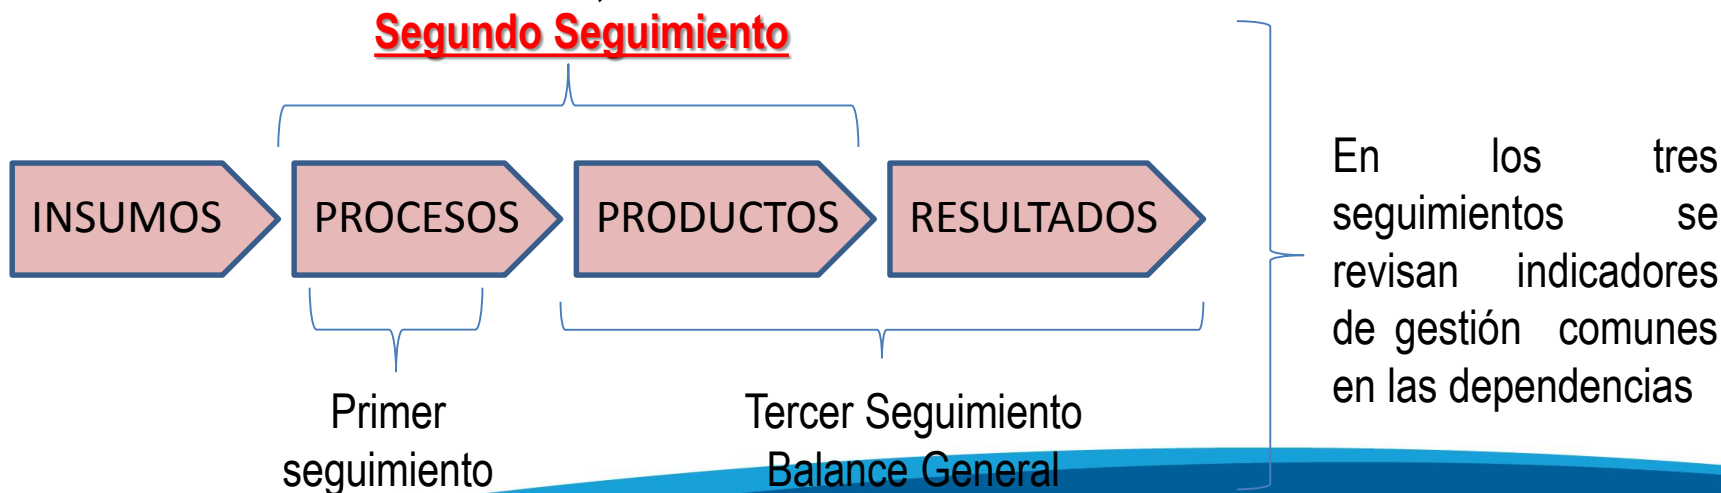 Segundo Seguimiento
INSUMOS
PROCESOS
PRODUCTOS
RESULTADOS
Primer
seguimiento
Tercer Seguimiento
Balance General
En los tres
seguimientos se
revisan indicadores
de gestión comunes
en las dependencias